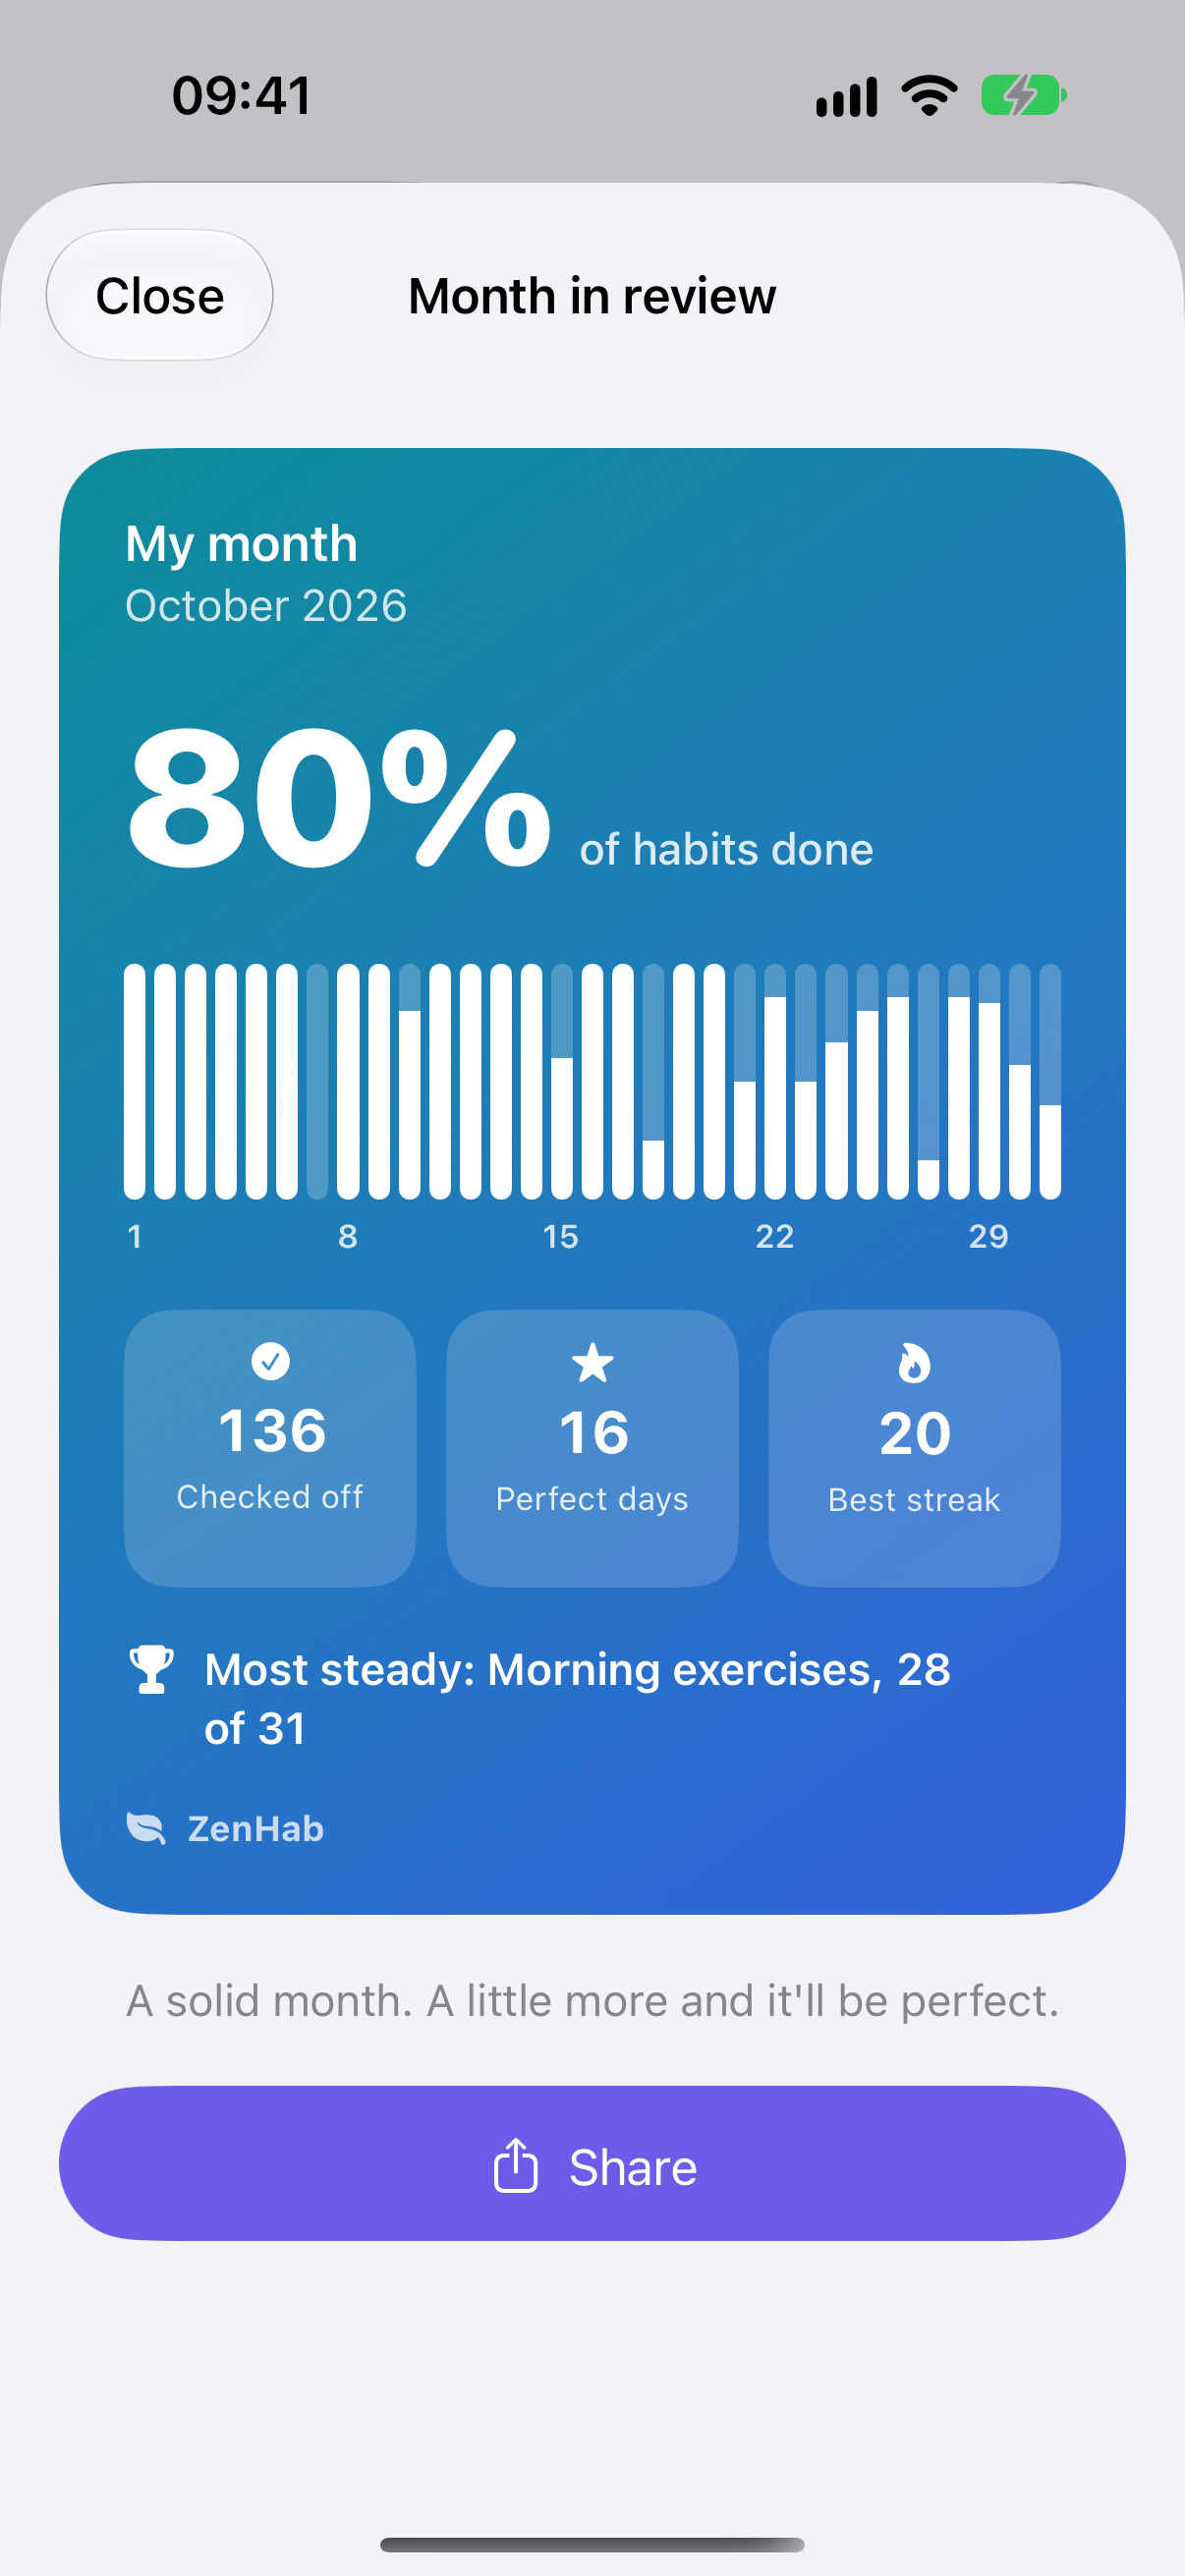 09:41
Close
Month in review
My month
October 2026
80% of habits done
1 8 15 22 29
136
Checked off
16
Perfect days
20
Best streak
Most steady: Morning exercises, 28
of 31
ZenHab
A solid month. A little more and it'll be perfect.
Share